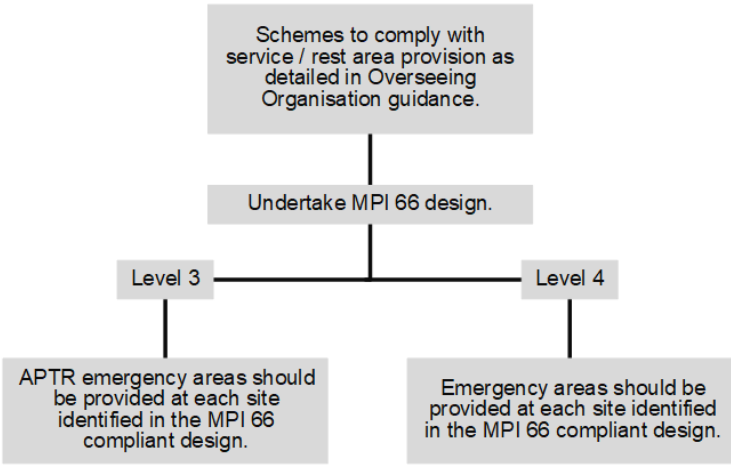 Schemes to comply with
service / rest area provision as
detailed in Overseeing
Organisation guidance.
Undertake MPI 66 design.
Level 3
Level 4
APTR emergency areas should
be provided at each site
identified in the MPI 66
compliant design.
Emergency areas should be
provided at each site identified
in the MPI 66 compliant design.